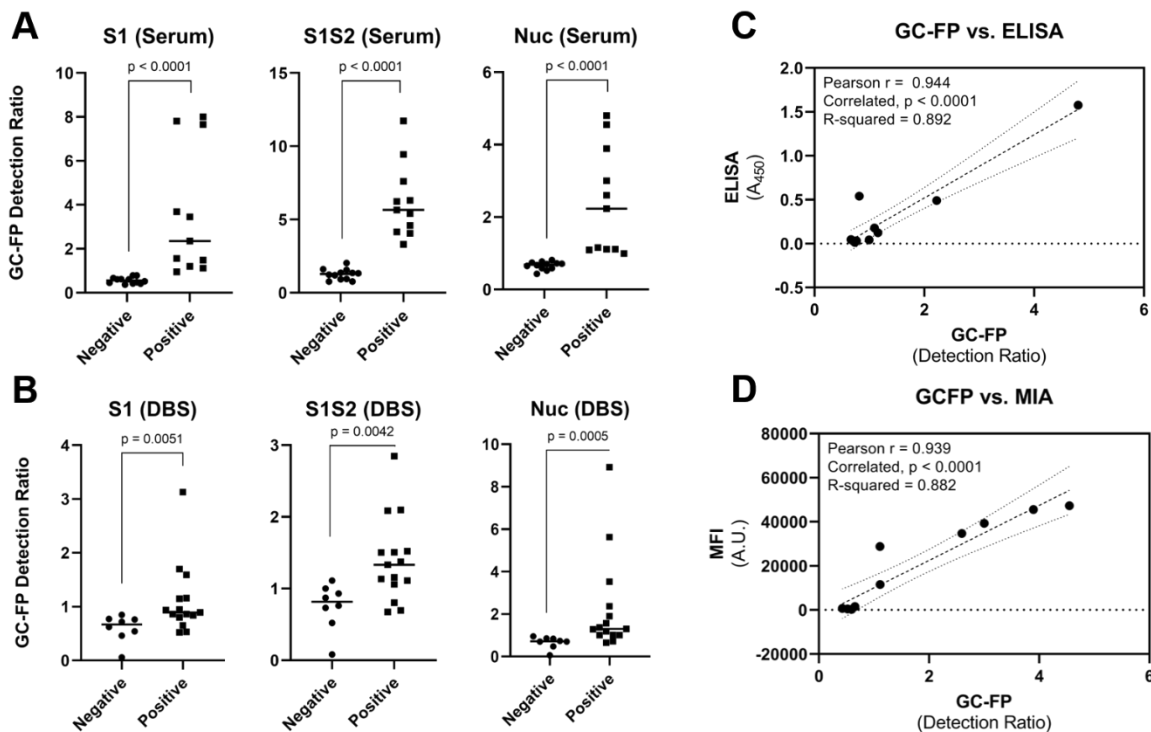 A
S1 (Serum)
p < 0.0001
GC-FP Detection Ratio
10
8
6
4
2
0
Negative
Positive
S1S2 (Serum)
p < 0.0001
15
10
5
0
Negative
Positive
Nuc (Serum)
p < 0.0001
6
4
2
0
Negative
Positive
B
S1 (DBS)
p = 0.0051
GC-FP Detection Ratio
4
3
2
1
0
Negative
Positive
S1S2 (DBS)
p = 0.0042
3
2
1
0
Negative
Positive
Nuc (DBS)
p = 0.0005
10
8
6
4
2
0
Negative
Positive
C
GC-FP vs. ELISA
Pearson r = 0.944
Correlated, p < 0.0001
R-squared = 0.892
ELISA
(A450)
2.0
1.5
1.0
0.5
0.0
-0.5
0 2 4 6
GC-FP
(Detection Ratio)
D
GCFP vs. MIA
Pearson r = 0.939
Correlated, p < 0.0001
R-squared = 0.882
MFI
(A.U.)
80000
60000
40000
20000
0
-20000
0 2 4 6
GC-FP
(Detection Ratio)